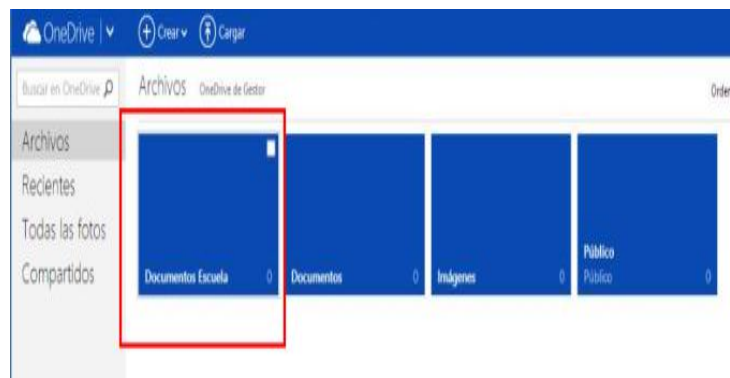 OneDrive Crear Cargar
Buscar en OneDrive
Archivos OneDrive de Gestor
Orden
Archivos
Recientes
Todas las fotos
Compartidos
Documentos Escuela 0
Documentos 0
Imágenes 0
Público
Público 0